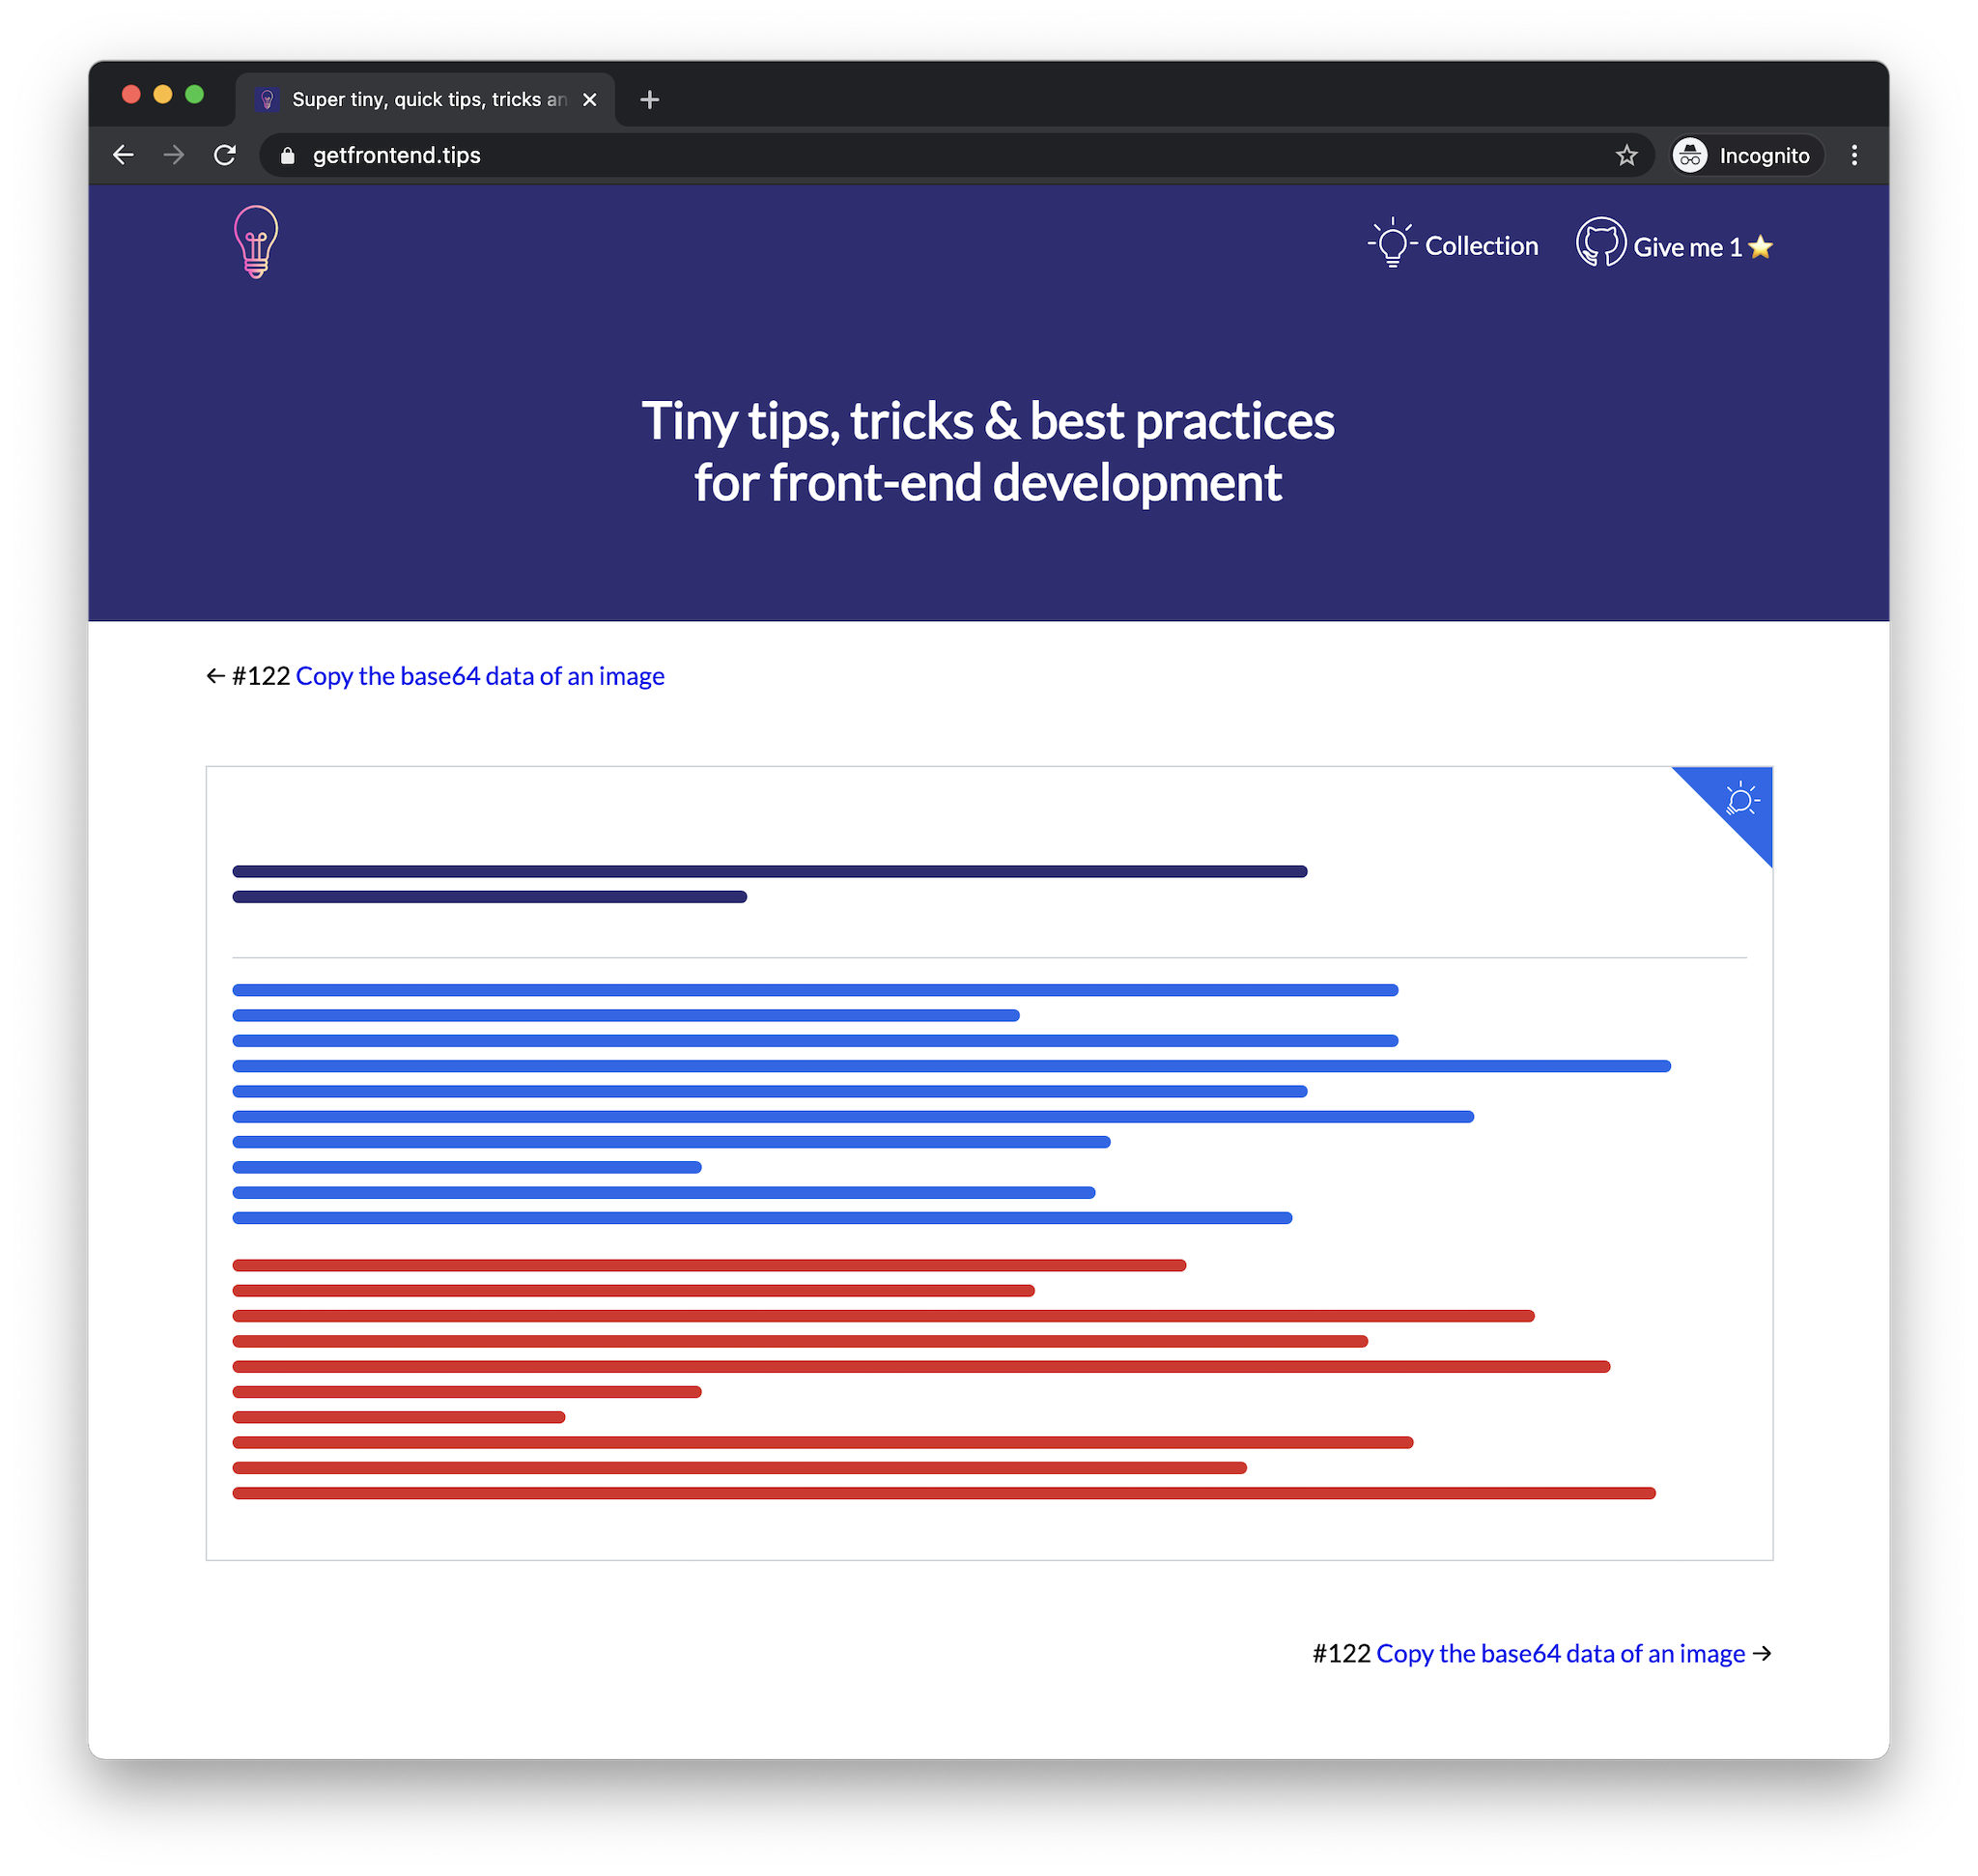 Super tiny, quick tips, tricks an
getfrontend.tips
Incognito
Collection
Give me 1
Tiny tips, tricks & best practices
for front-end development
← #122 Copy the base64 data of an image
#122 Copy the base64 data of an image →